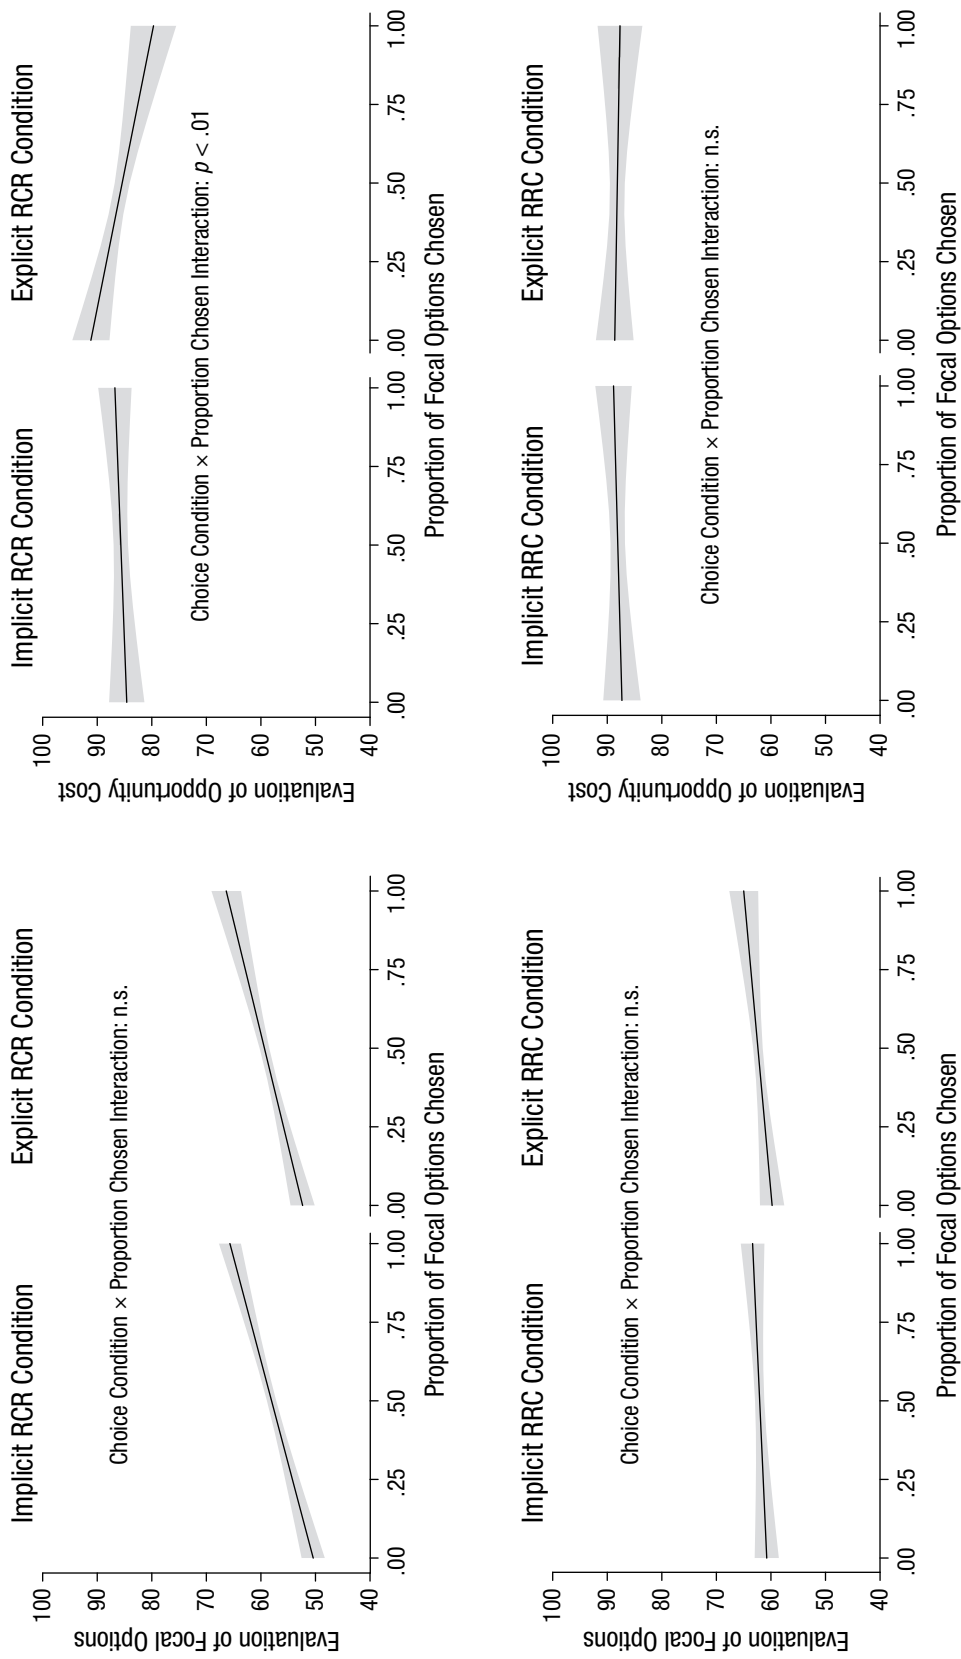 Implicit RCR Condition
Explicit RCR Condition
Choice Condition × Proportion Chosen Interaction: n.s.
Evaluation of Focal Options
100
90
80
70
60
50
40
.00 .25 .50 .75 1.00
.00 .25 .50 .75 1.00
Proportion of Focal Options Chosen
Implicit RCR Condition
Explicit RCR Condition
Choice Condition × Proportion Chosen Interaction: p < .01
Evaluation of Opportunity Cost
100
90
80
70
60
50
40
.00 .25 .50 .75 1.00
.00 .25 .50 .75 1.00
Proportion of Focal Options Chosen
Implicit RRC Condition
Explicit RRC Condition
Choice Condition × Proportion Chosen Interaction: n.s.
Evaluation of Focal Options
100
90
80
70
60
50
40
.00 .25 .50 .75 1.00
.00 .25 .50 .75 1.00
Proportion of Focal Options Chosen
Implicit RRC Condition
Explicit RRC Condition
Choice Condition × Proportion Chosen Interaction: n.s.
Evaluation of Opportunity Cost
100
90
80
70
60
50
40
.00 .25 .50 .75 1.00
.00 .25 .50 .75 1.00
Proportion of Focal Options Chosen